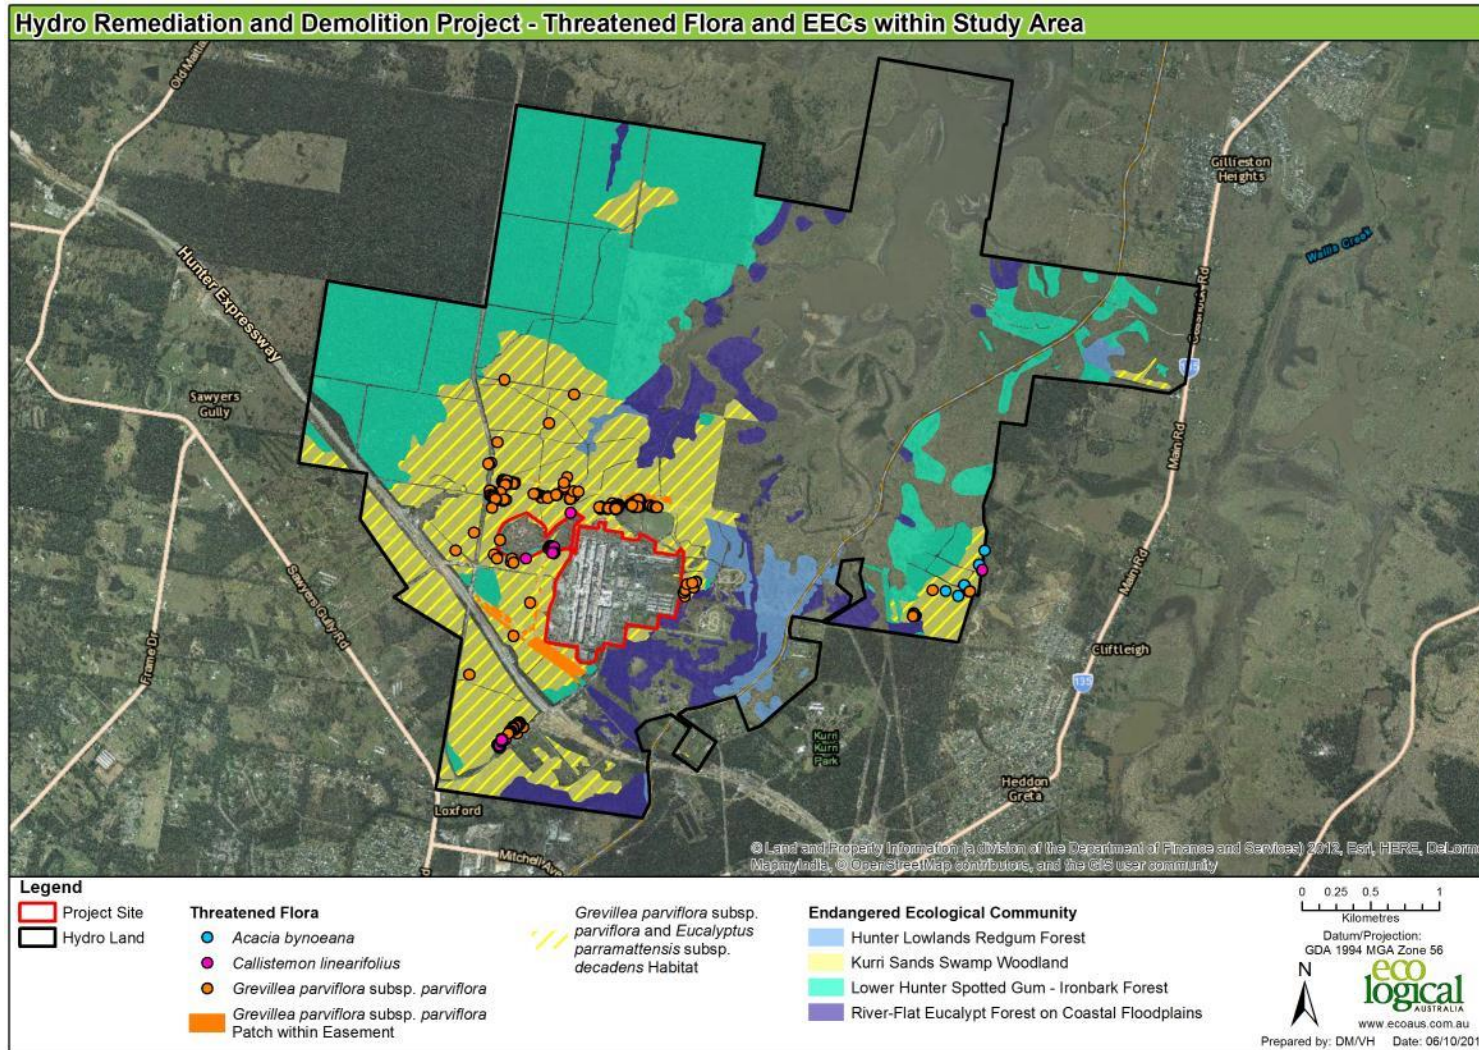 Hydro Remediation and Demolition Project - Threatened Flora and EECs within Study Area
Gillieston
Heights
Wallis Creek
Hunter Expressway
Sawyers
Gully
135
Main Rd
Sawyers Gully Rd
Main Rd
Frame Dr
Cliftleigh
135
Kurri
Kurri
Park
Heddon
Greta
Loxford
Mitchell Ave
© Land and Property Information (a division of the Department of Finance and Services) 2012, Esri, HERE, DeLorme
MapmyIndia, © OpenStreetMap contributors, and the GIS user community
Legend
Project Site
Hydro Land
Threatened Flora
Acacia bynoeana
Callistemon linearifolius
Grevillea parviflora subsp. parviflora
Grevillea parviflora subsp. parviflora
Patch within Easement
Grevillea parviflora subsp.
parviflora and Eucalyptus
parramattensis subsp.
decadens Habitat
Endangered Ecological Community
Hunter Lowlands Redgum Forest
Kurri Sands Swamp Woodland
Lower Hunter Spotted Gum - Ironbark Forest
River-Flat Eucalypt Forest on Coastal Floodplains
0 0.25 0.5 1
Kilometres
Datum/Projection:
GDA 1994 MGA Zone 56
N
eco
logical
AUSTRALIA
www.ecoaus.com.au
Prepared by: DM/VH Date: 06/10/201